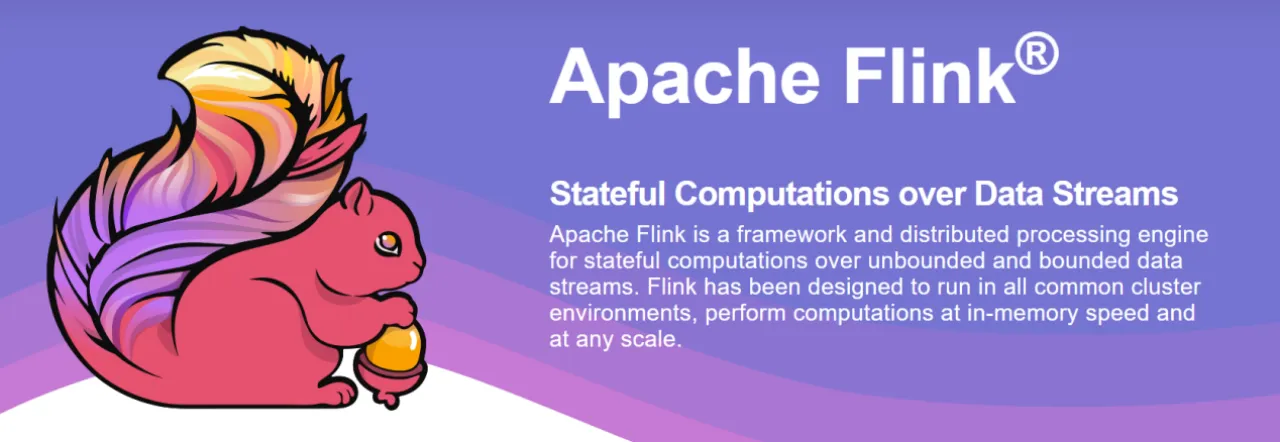 Apache Flink®
Stateful Computations over Data Streams
Apache Flink is a framework and distributed processing engine
for stateful computations over unbounded and bounded data
streams. Flink has been designed to run in all common cluster
environments, perform computations at in-memory speed and
at any scale.